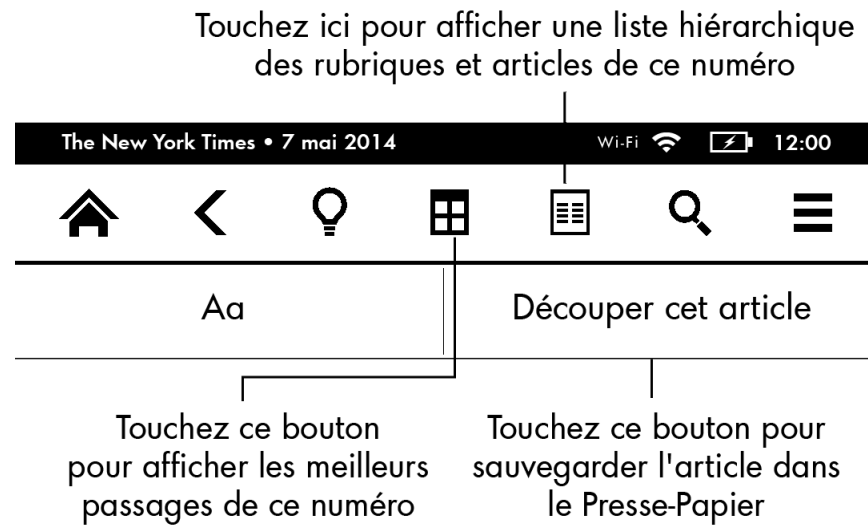 Touchez ici pour afficher une liste hiérarchique
des rubriques et articles de ce numéro
The New York Times • 7 mai 2014 Wi-Fi 12:00
Aa Découper cet article
Touchez ce bouton
pour afficher les meilleurs
passages de ce numéro
Touchez ce bouton pour
sauvegarder l'article dans
le Presse-Papier